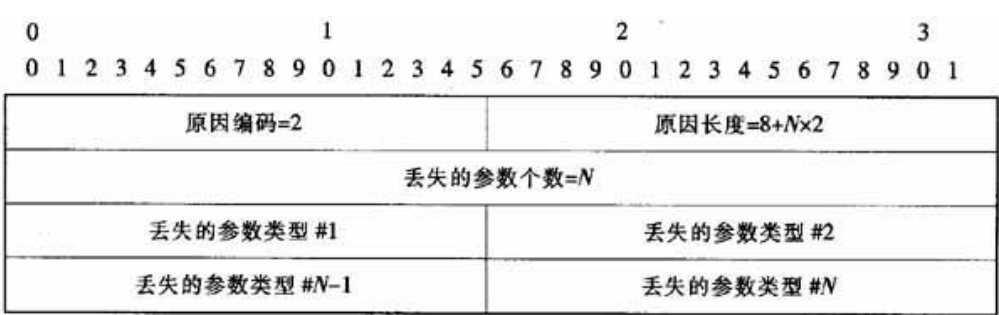 0 1 2 3
0 1 2 3 4 5 6 7 8 9 0 1 2 3 4 5 6 7 8 9 0 1 2 3 4 5 6 7 8 9 0 1
原因编码=2 原因长度=8+N×2
丢失的参数个数=N
丢失的参数类型 #1 丢失的参数类型 #2
丢失的参数类型 #N-1 丢失的参数类型 #N